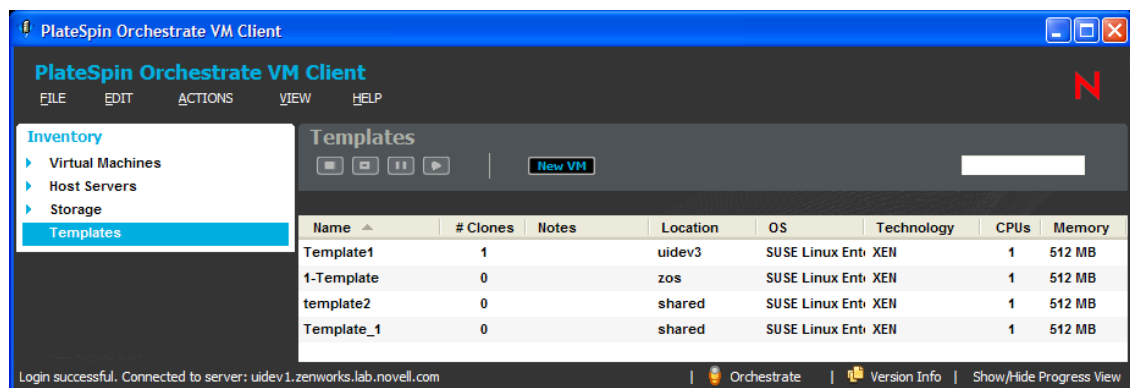 PlateSpin Orchestrate VM Client
PlateSpin Orchestrate VM Client
FILE EDIT ACTIONS VIEW HELP
N
Inventory
Virtual Machines
Host Servers
Storage
Templates
Templates
New VM
Name # Clones Notes Location OS Technology CPUs Memory
Template1 1 uidev3 SUSE Linux Ente XEN 1 512 MB
1-Template 0 zos SUSE Linux Ente XEN 1 512 MB
template2 0 shared SUSE Linux Ente XEN 1 512 MB
Template_1 0 shared SUSE Linux Ente XEN 1 512 MB
Login successful. Connected to server: uidev1.zenworks.lab.novell.com | Orchestrate | Version Info | Show/Hide Progress View